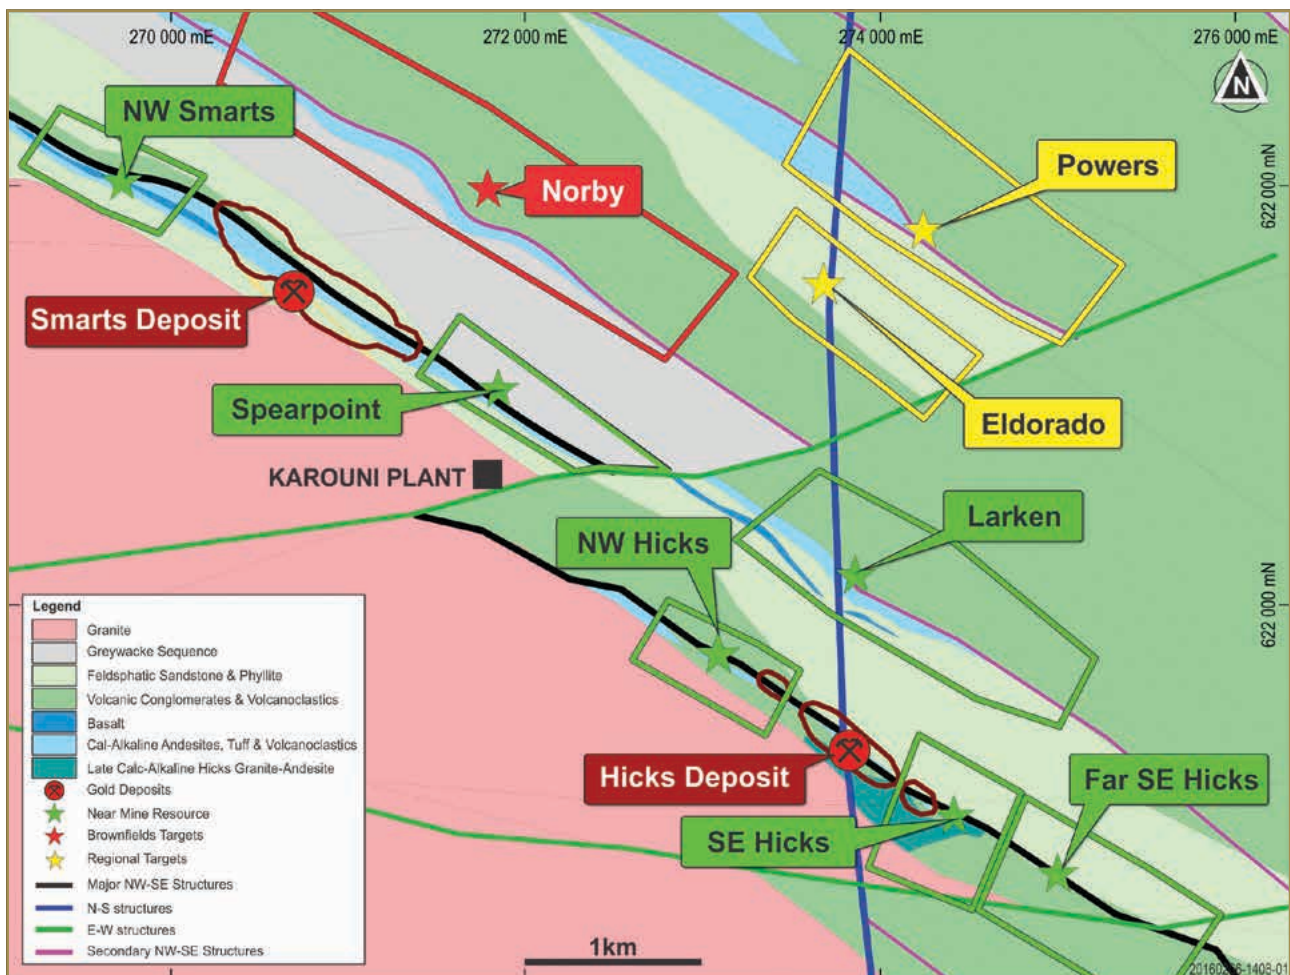 270 000 mE
272 000 mE
274 000 mE
276 000 mE
N
NW Smarts
Norby
Powers
622 000 mN
Smarts Deposit
Spearpoint
Eldorado
KAROUNI PLANT
Larken
NW Hicks
622 000 mN
Hicks Deposit
Far SE Hicks
SE Hicks
Legend
Granite
Greywacke Sequence
Feldsphatic Sandstone & Phyllite
Volcanic Conglomerates & Volcanoclastics
Basalt
Cal-Alkaline Andesites, Tuff & Volcanoclastics
Late Calc-Alkaline Hicks Granite-Andesite
Gold Deposits
Near Mine Resource
Brownfields Targets
Regional Targets
Major NW-SE Structures
N-S structures
E-W structures
Secondary NW-SE Structures
1km